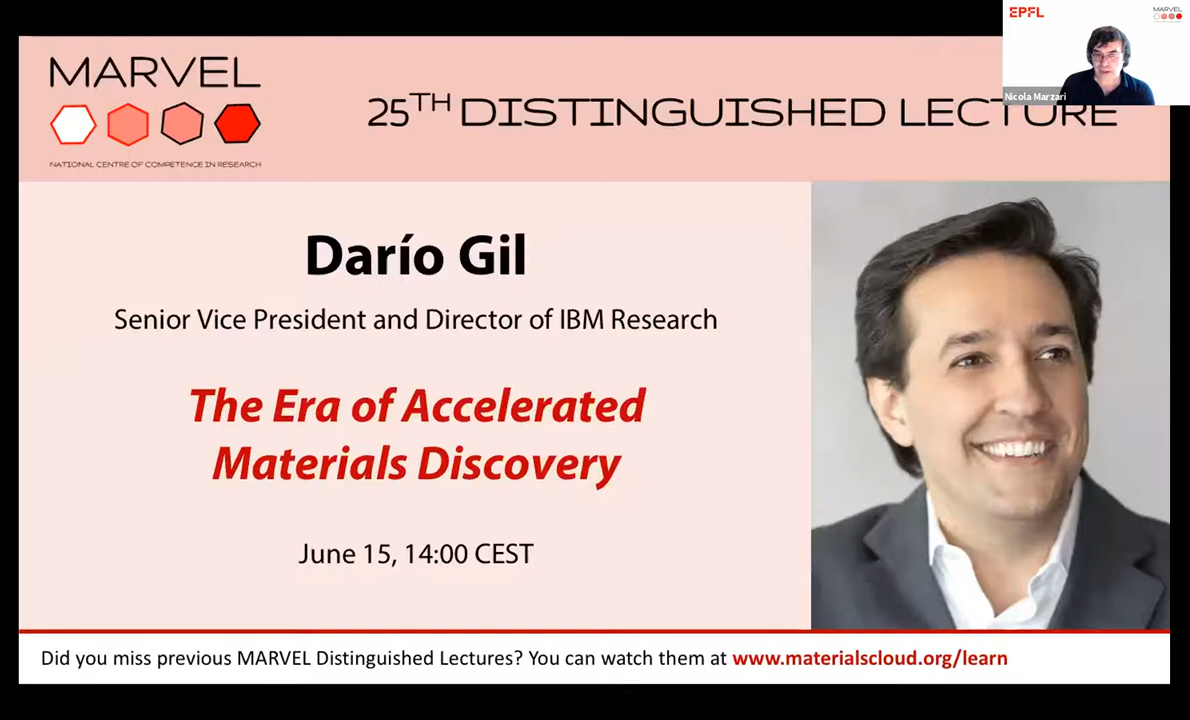 EPFL
MARVEL
Nicola Marzari
MARVEL
25TH DISTINGUISHED LECTURE
NATIONAL CENTRE OF COMPETENCE IN RESEARCH
Darío Gil
Senior Vice President and Director of IBM Research
The Era of Accelerated
Materials Discovery
June 15, 14:00 CEST
Did you miss previous MARVEL Distinguished Lectures? You can watch them at www.materialscloud.org/learn